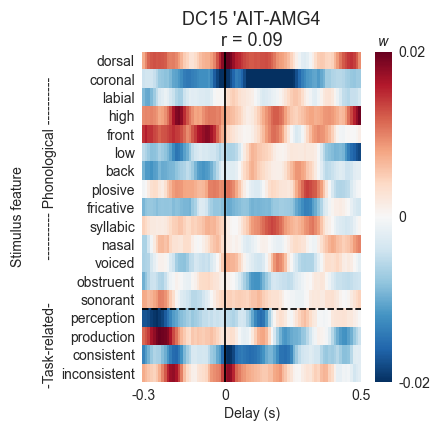 DC15 'AIT-AMG4
r = 0.09
w
dorsal
coronal
labial
high
front
low
back
plosive
fricative
syllabic
nasal
voiced
obstruent
sonorant
perception
production
consistent
inconsistent
Stimulus feature
---------- Phonological ----------
-Task-related-
0.02
0
-0.02
-0.3
0
0.5
Delay (s)